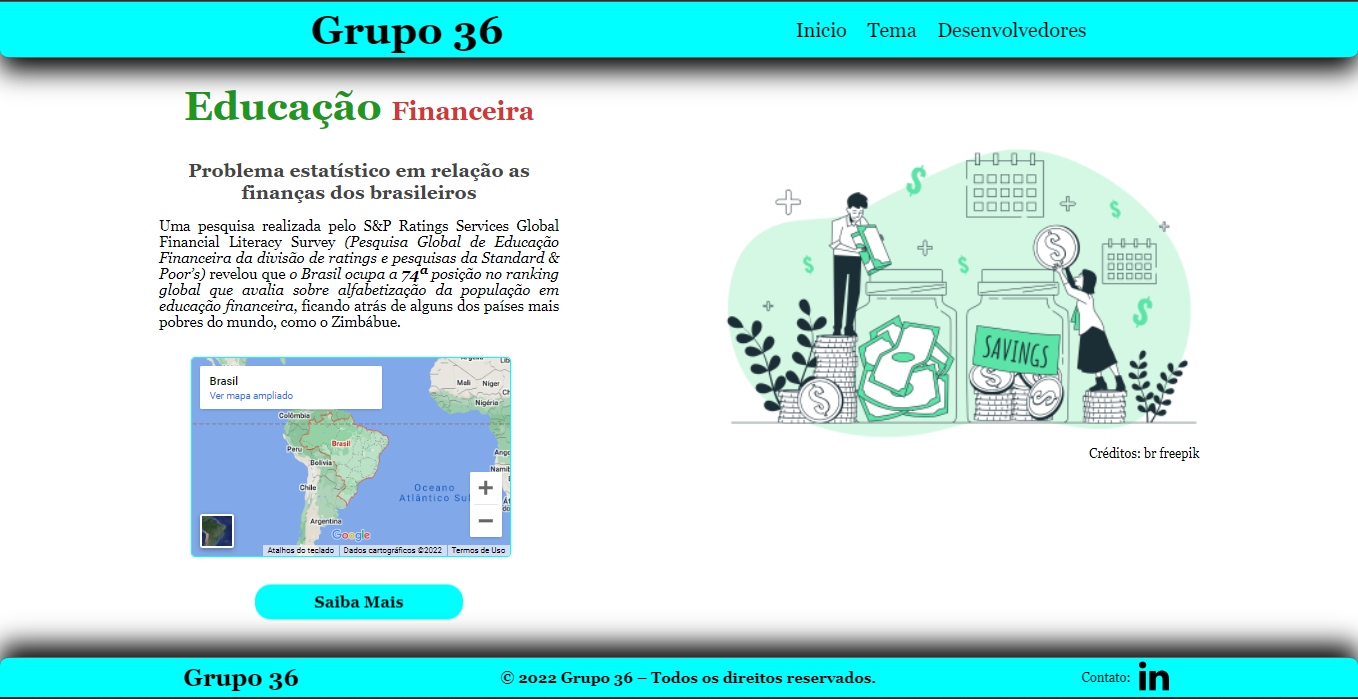 Grupo 36
Inicio Tema Desenvolvedores
Educação Financeira
Problema estatístico em relação as
finanças dos brasileiros
Uma pesquisa realizada pelo S&P Ratings Services Global
Financial Literacy Survey (Pesquisa Global de Educação
Financeira da divisão de ratings e pesquisas da Standard &
Poor's) revelou que o Brasil ocupa a 74ª posição no ranking
global que avalia sobre alfabetização da população em
educação financeira, ficando atrás de alguns dos países mais
pobres do mundo, como o Zimbábue.
SAVINGS
Créditos: br freepik
Brasil
Ver mapa ampliado
Mali
Níger
Nigéria
Colômbia
Brasil
Peru
Bolívia
Chile
Oceano
Atlântico Sul
Argentina
Google
Atalhos do teclado
Dados cartográficos ©2022
Termos de Uso
Saiba Mais
Grupo 36
© 2022 Grupo 36 – Todos os direitos reservados.
Contato: in